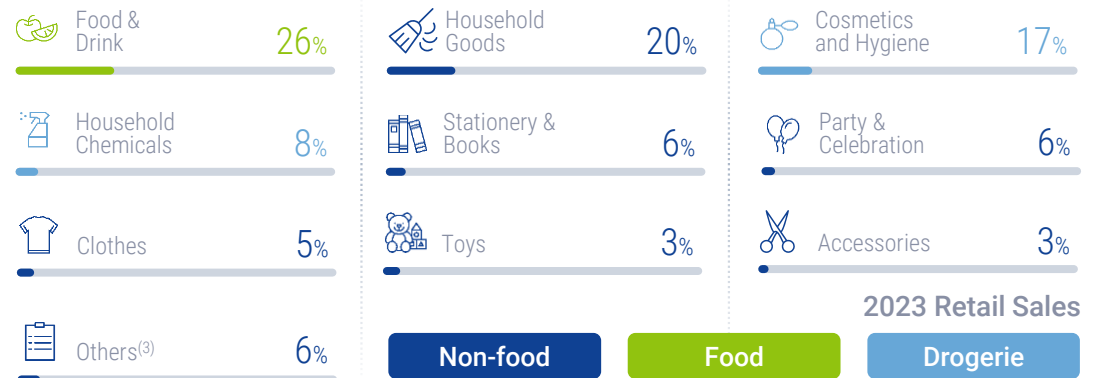 Food &
Drink
26%
Household
Goods
20%
Cosmetics
and Hygiene
17%
Household
Chemicals
8%
Stationery &
Books
6%
Party &
Celebration
6%
Clothes
5%
Toys
3%
Accessories
3%
Others(3)
6%
2023 Retail Sales
Non-food
Food
Drogerie